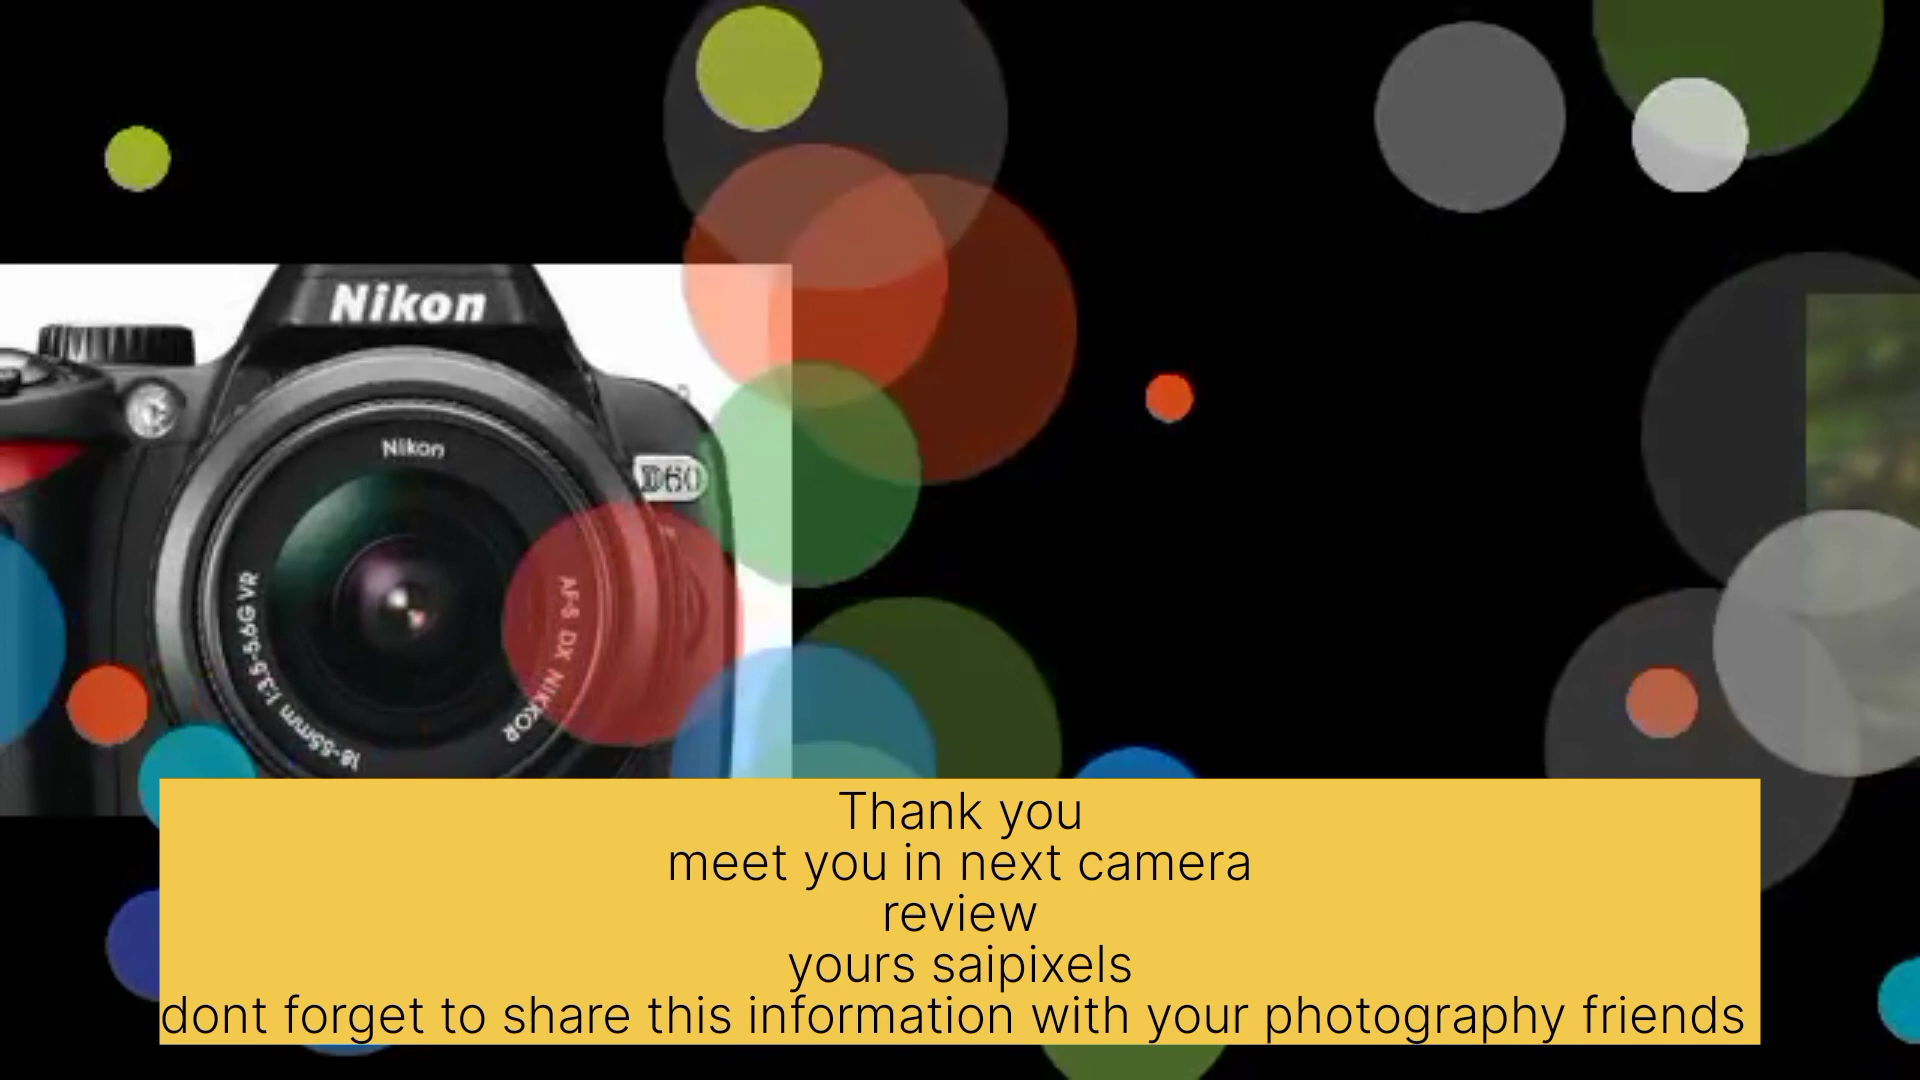 Nikon
Nikon
D60
18-55mm 1:3.5-5.6G VR
AF-S DX NIKKOR
Thank you
meet you in next camera
review
yours saipixels
dont forget to share this information with your photography friends